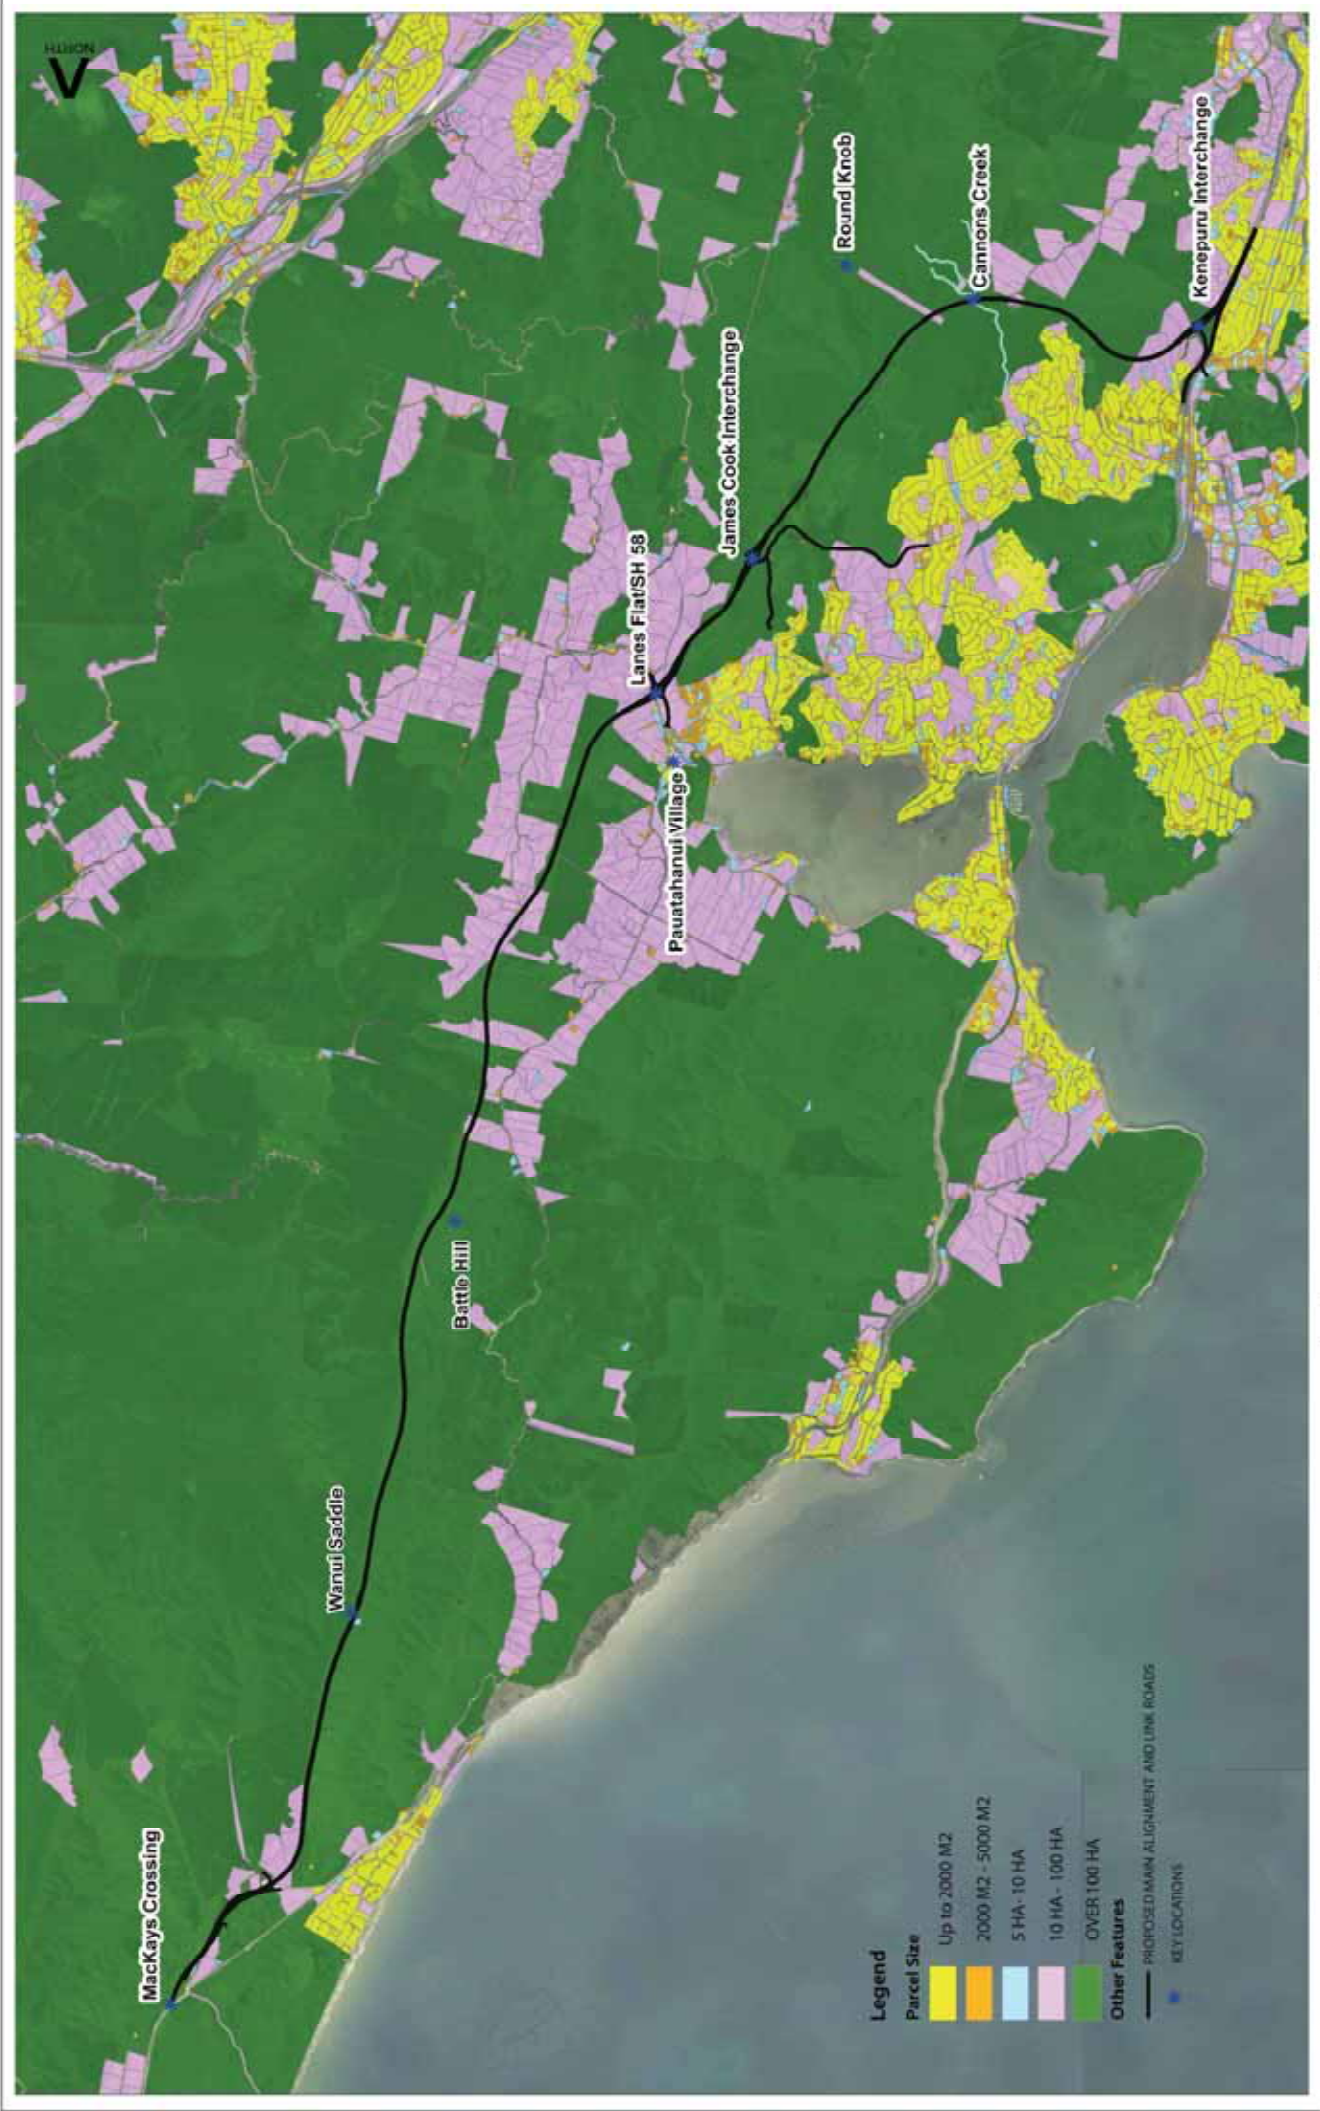 NORTH
MacKays Crossing
Wanui Saddle
Battle Hill
Pauatahanui Village
Lanes Flat/SH 58
James Cook Interchange
Round Knob
Cannons Creek
Kenepuru Interchange
Legend
Parcel Size
Up to 2000 M2
2000 M2 - 5000 M2
5 HA - 10 HA
10 HA - 100 HA
OVER 100 HA
Other Features
PROPOSED MAIN ALIGNMENT AND LINK ROADS
KEY LOCATIONS